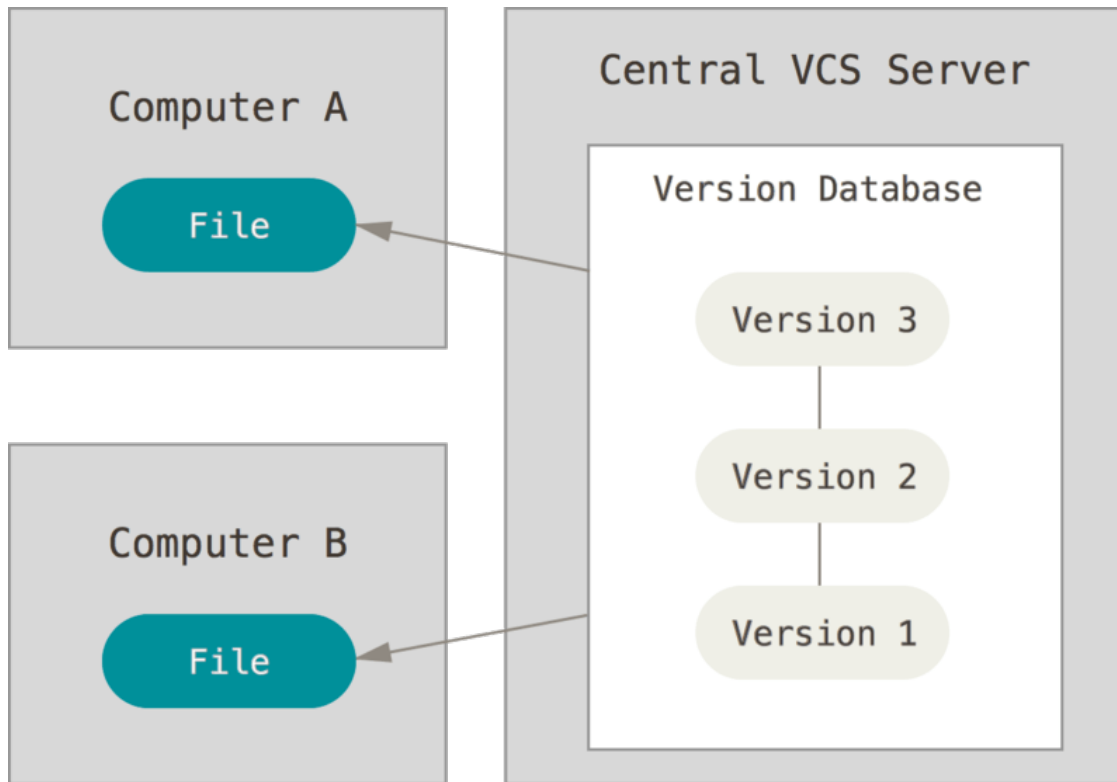 Computer A
File
Computer B
File
Central VCS Server
Version Database
Version 3
Version 2
Version 1